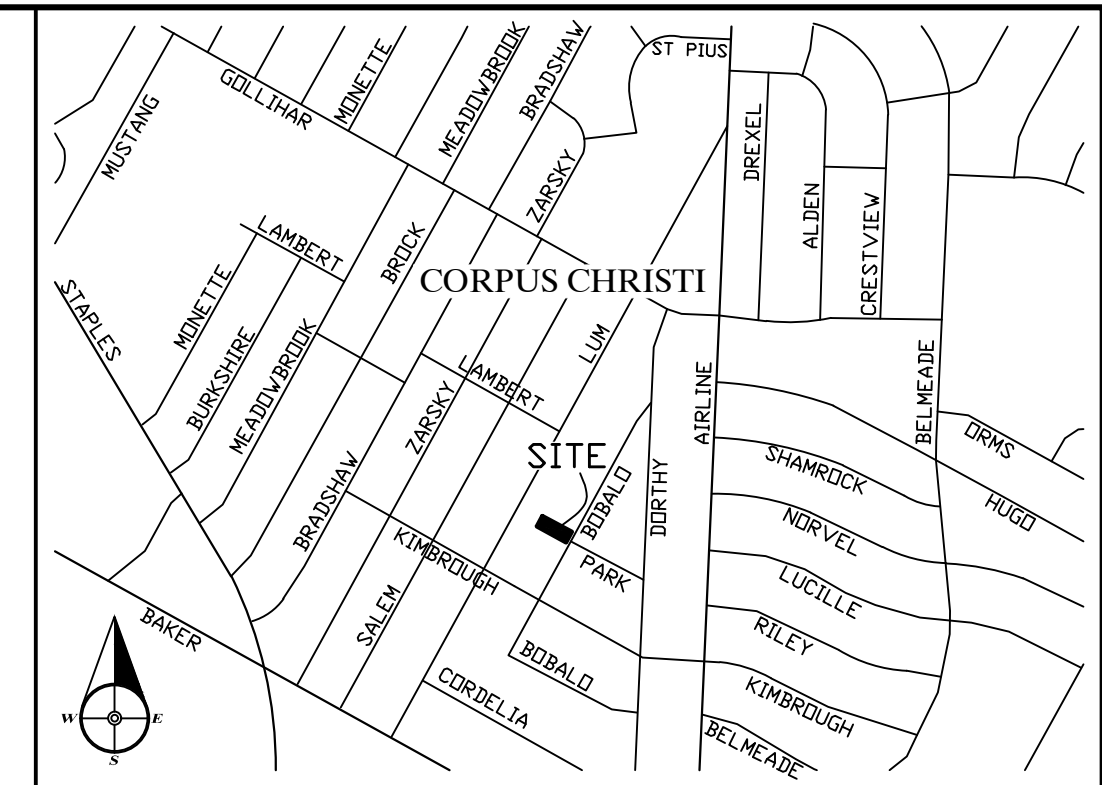 ST PIUS
GOLLIHAR
MONETTE
MEADOWBROOK
BRADSHAW
MUSTANG
ZARSKY
DREXEL
ALDEN
CRESTVIEW
LAMBERT
BROCK
CORPUS CHRISTI
MONETTE
STAPLES
BURKSHIRE
MEADOWBROOK
LUM
LAMBERT
ZARSKY
AIRLINE
BELMEADE
ORMS
SITE
SHAMROCK
BRADSHAW
BOBALO
DORTHY
HUGO
NORVEL
KIMBROUGH
PARK
LUCILLE
SALEM
BAKER
RILEY
BOBALO
CORDELIA
KIMBROUGH
BELMEADE
W
E
S